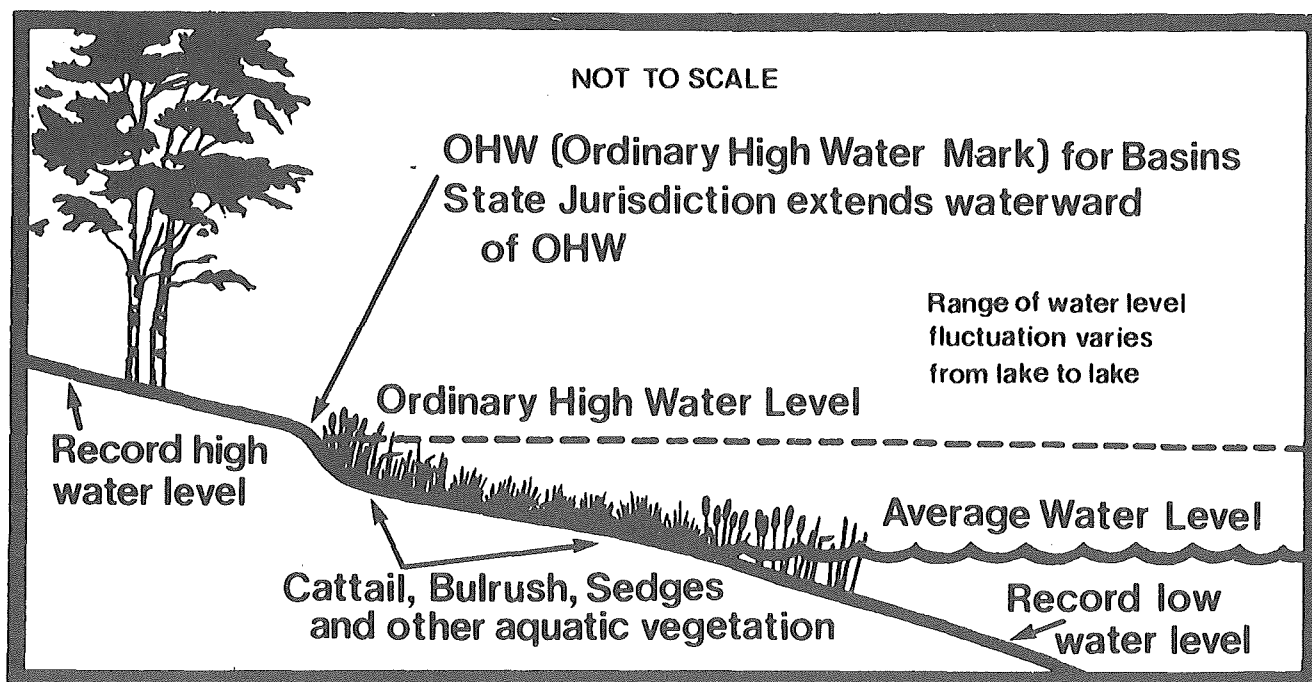 NOT TO SCALE
OHW (Ordinary High Water Mark) for Basins
State Jurisdiction extends waterward
of OHW
Range of water level
fluctuation varies
from lake to lake
Ordinary High Water Level
Record high
water level
Average Water Level
Cattail, Bulrush, Sedges
and other aquatic vegetation
Record low
water level